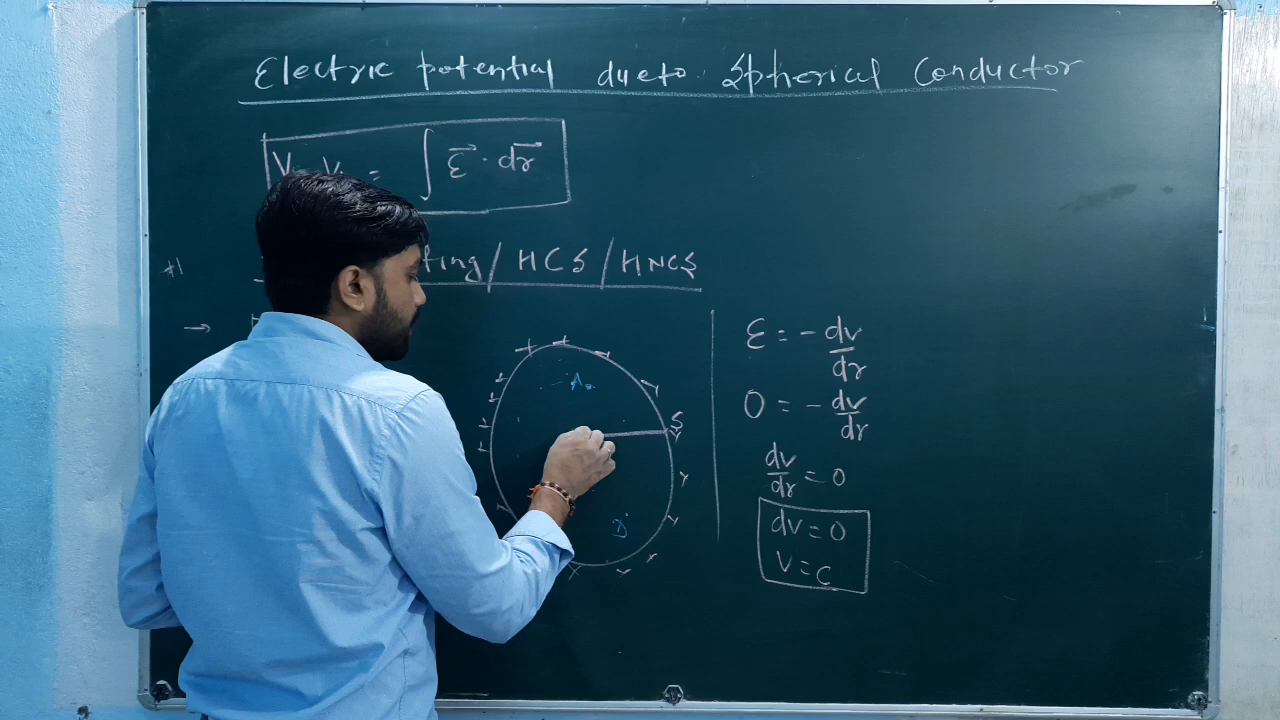 Electric potential due to Spherical Conductor
V V = ∫ E⃗ · dr⃗
#1 ting / HCS / HNCS
→
A
S
D
E = - dv/dr
0 = - dv/dr
dv/dr = 0
dv = 0
V = C